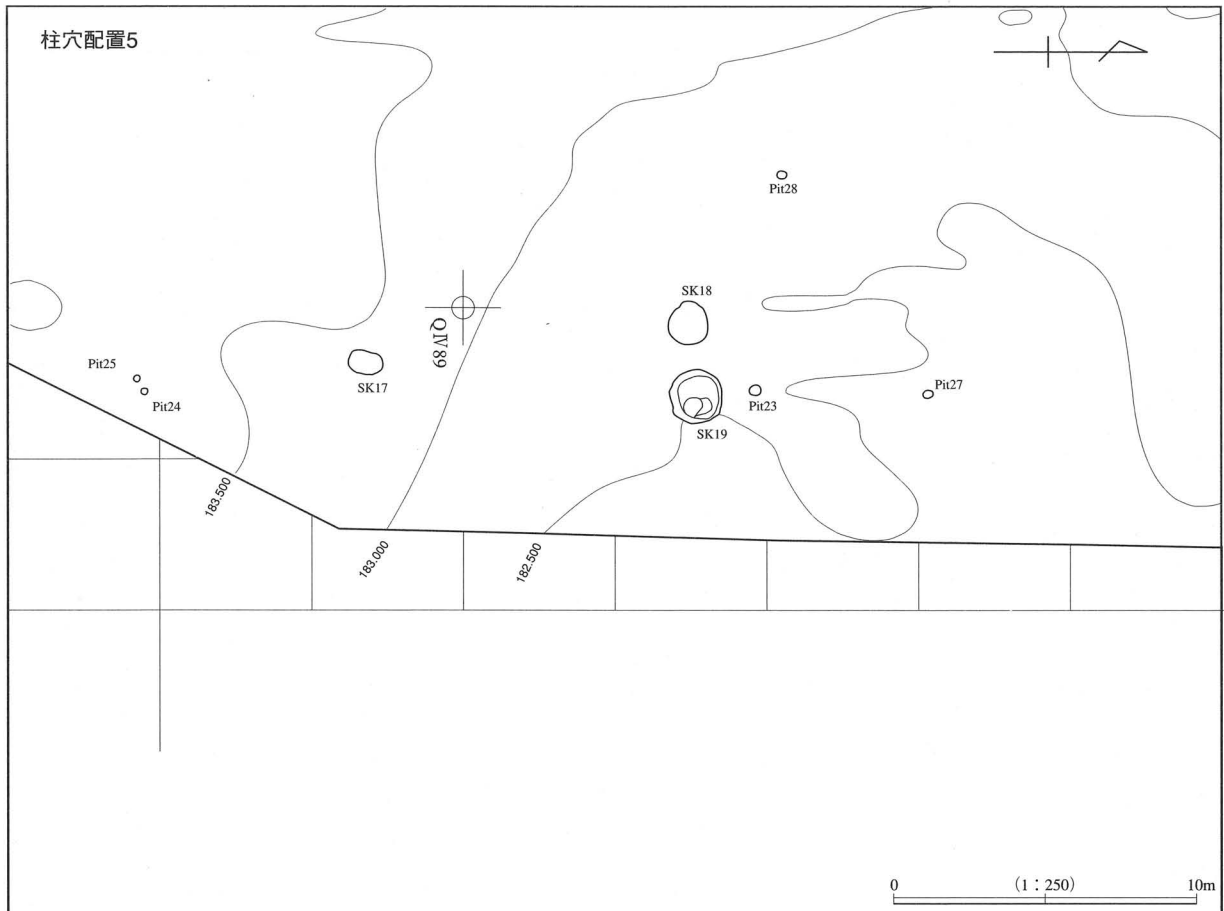 柱穴配置5
Pit28
SK18
QⅣ89
Pit25
Pit24
SK17
Pit23
Pit27
SK19
183.500
183.000
182.500
0 (1：250) 10m